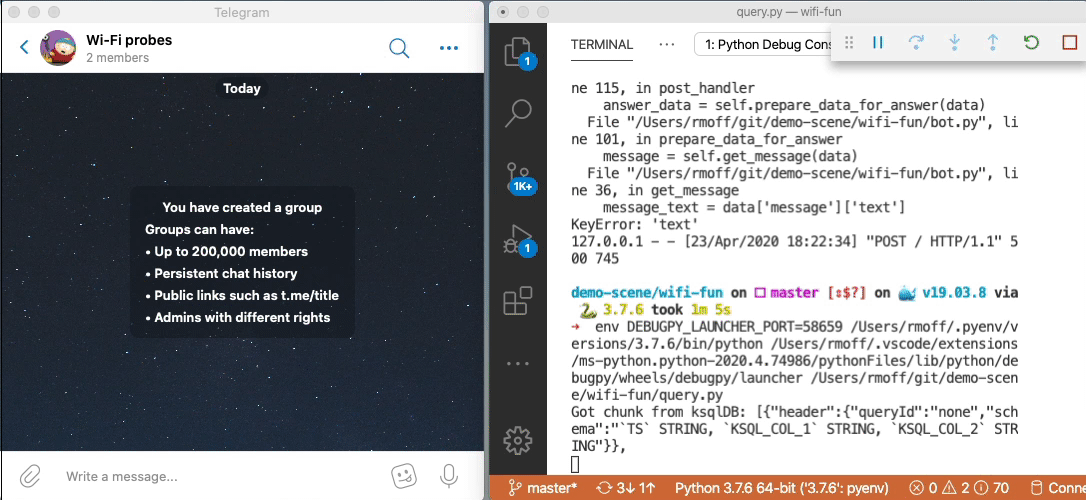 Telegram
Wi-Fi probes
2 members
Today
You have created a group
Groups can have:
• Up to 200,000 members
• Persistent chat history
• Public links such as t.me/title
• Admins with different rights
Write a message...
query.py — wifi-fun
1
1K+
1
TERMINAL
1: Python Debug Cons
ne 115, in post_handler
answer_data = self.prepare_data_for_answer(data)
File "/Users/rmoff/git/demo-scene/wifi-fun/bot.py", li
ne 101, in prepare_data_for_answer
message = self.get_message(data)
File "/Users/rmoff/git/demo-scene/wifi-fun/bot.py", li
ne 36, in get_message
message_text = data['message']['text']
KeyError: 'text'
127.0.0.1 - - [23/Apr/2020 18:22:34] "POST / HTTP/1.1" 5
00 745
demo-scene/wifi-fun on master [⇕$?] on 🐳 v19.03.8 via
🐍 3.7.6 took 1m 5s
➜ env DEBUGPY_LAUNCHER_PORT=58659 /Users/rmoff/.pyenv/v
ersions/3.7.6/bin/python /Users/rmoff/.vscode/extensions
/ms-python.python-2020.4.74986/pythonFiles/lib/python/de
bugpy/wheels/debugpy/launcher /Users/rmoff/git/demo-scen
e/wifi-fun/query.py
Got chunk from ksqlDB: [{"header":{"queryId":"none","sch
ema":"`TS` STRING, `KSQL_COL_1` STRING, `KSQL_COL_2` STR
ING"}},
master* 3↓ 1↑ Python 3.7.6 64-bit ('3.7.6': pyenv) 0 2 70 Conne